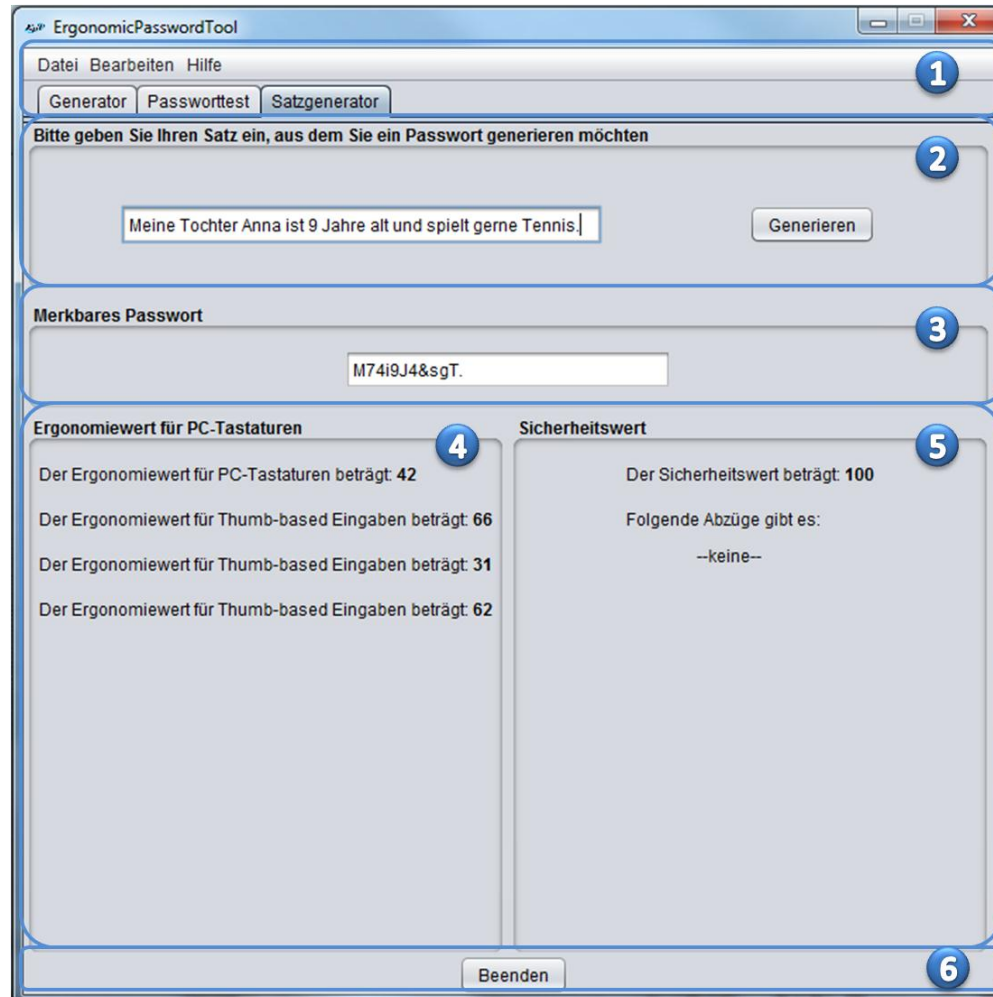 ErgonomicPasswordTool
Datei Bearbeiten Hilfe
1
Generator Passworttest Satzgenerator
Bitte geben Sie Ihren Satz ein, aus dem Sie ein Passwort generieren möchten
2
Meine Tochter Anna ist 9 Jahre alt und spielt gerne Tennis. Generieren
Merkbares Passwort
3
M74i9J4&sgT.
Ergonomiewert für PC-Tastaturen
4
Der Ergonomiewert für PC-Tastaturen beträgt: 42
Der Ergonomiewert für Thumb-based Eingaben beträgt: 66
Der Ergonomiewert für Thumb-based Eingaben beträgt: 31
Der Ergonomiewert für Thumb-based Eingaben beträgt: 62
Sicherheitswert
5
Der Sicherheitswert beträgt: 100
Folgende Abzüge gibt es:
--keine--
Beenden
6